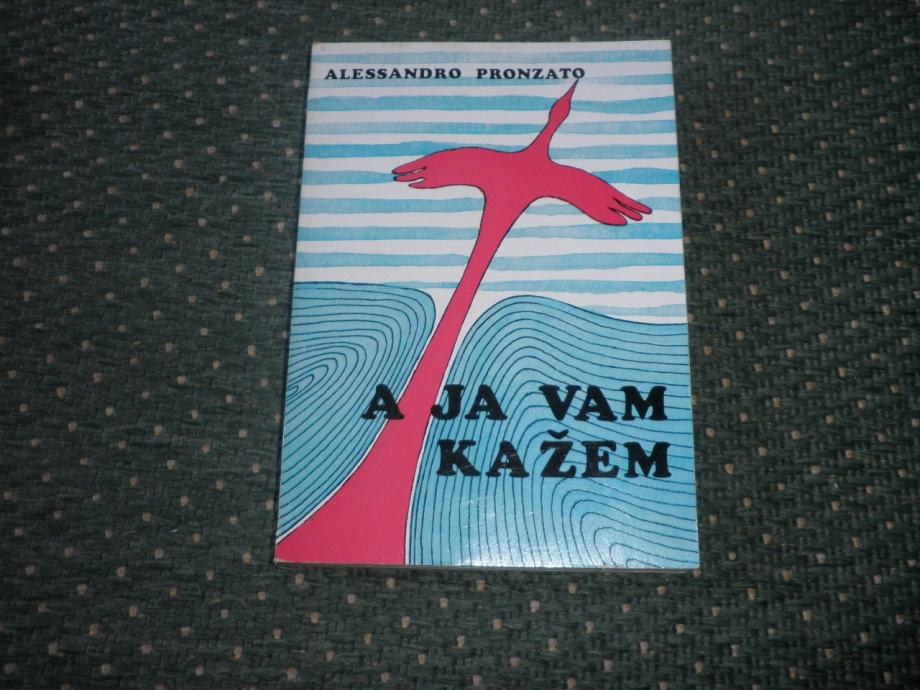 ALESSANDRO PRONZATO
A JA VAM
KAŽEM